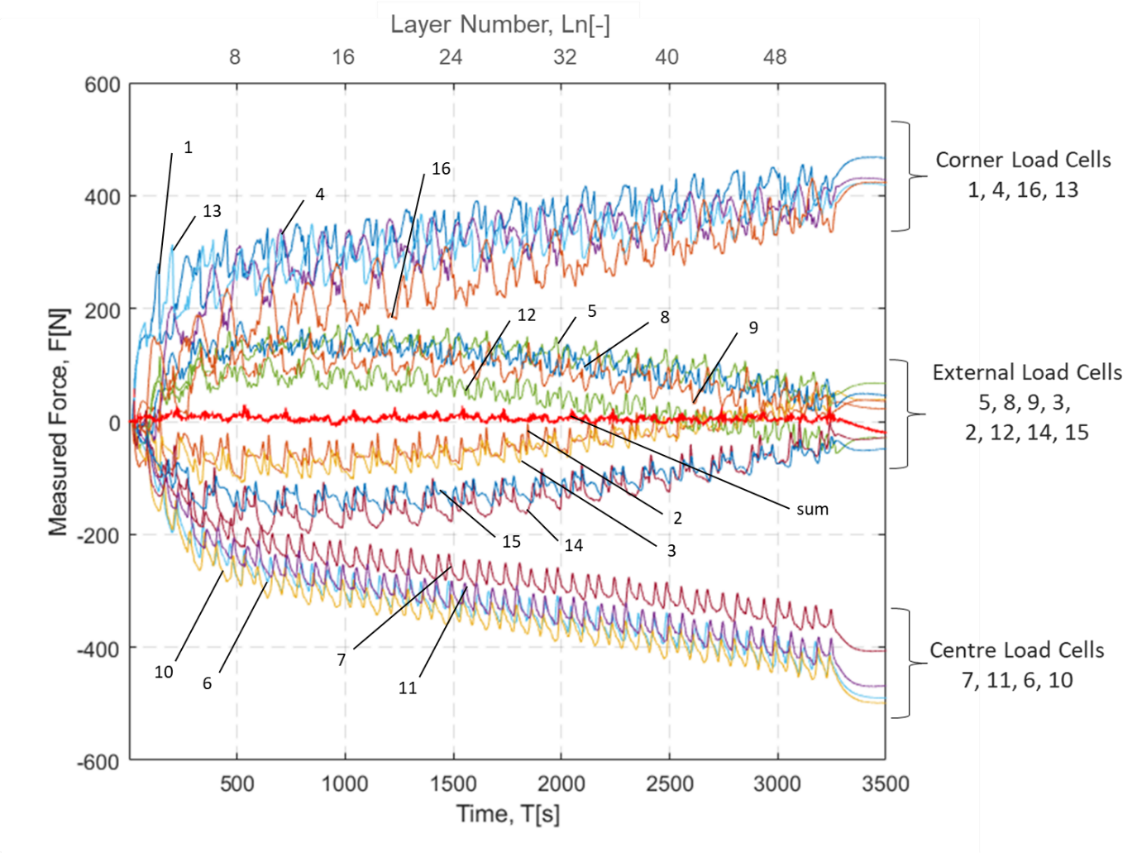 Layer Number, Ln[-]
8 16 24 32 40 48
600
400
200
0
-200
-400
-600
Measured Force, F[N]
1
13
4
16
12
5
8
9
sum
2
3
14
15
7
11
10
6
Corner Load Cells
1, 4, 16, 13
External Load Cells
5, 8, 9, 3,
2, 12, 14, 15
Centre Load Cells
7, 11, 6, 10
500 1000 1500 2000 2500 3000 3500
Time, T[s]